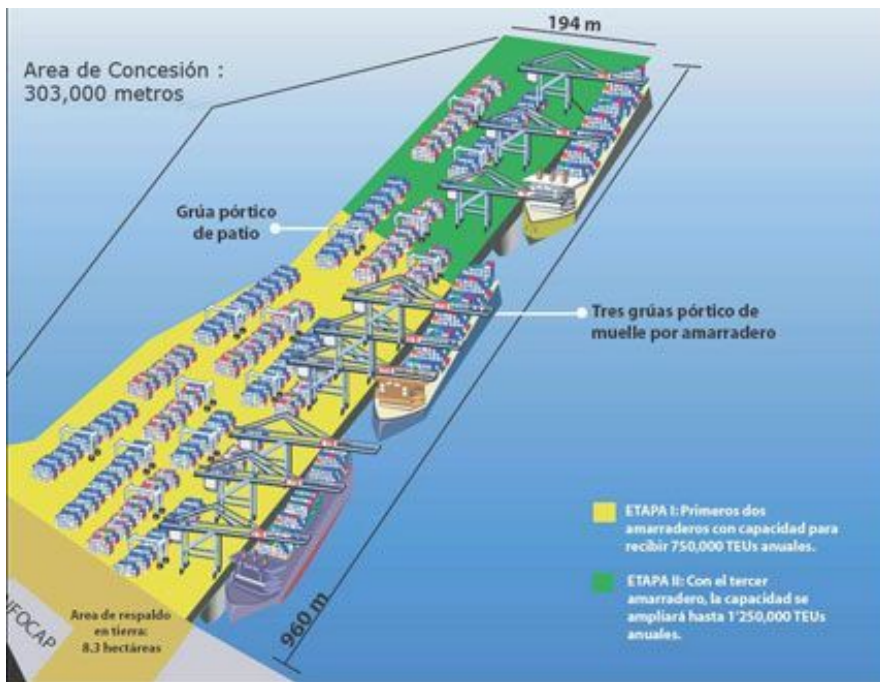 194 m
Area de Concesión :
303,000 metros
Grúa pórtico
de patio
Tres grúas pórtico de
muelle por amarradero
ETAPA I: Primeros dos
amarraderos con capacidad para
recibir 750,000 TEUs anuales.
ETAPA II: Con el tercer
amarradero, la capacidad se
ampliará hasta 1'250,000 TEUs
anuales.
960 m
Area de respaldo
en tierra:
8.3 hectáreas